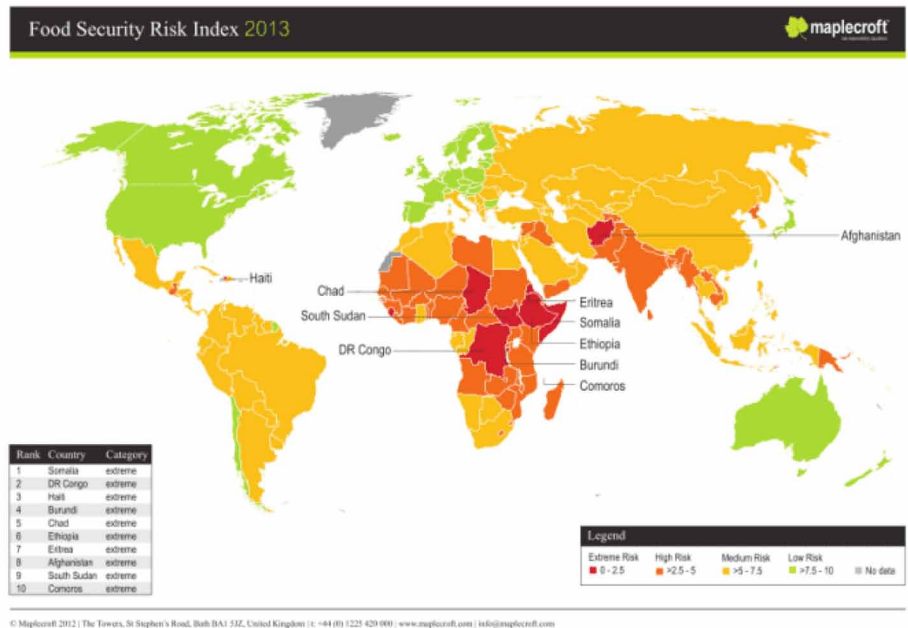 Food Security Risk Index 2013
maplecroft
Afghanistan
Haiti
Chad
Eritrea
South Sudan
Somalia
Ethiopia
DR Congo
Burundi
Comoros
Rank Country Category
1 Somalia extreme
2 DR Congo extreme
3 Haiti extreme
4 Burundi extreme
5 Chad extreme
6 Ethiopia extreme
7 Eritrea extreme
8 Afghanistan extreme
9 South Sudan extreme
10 Comoros extreme
Legend
Extreme Risk High Risk Medium Risk Low Risk
0 - 2.5 >2.5 - 5 >5 - 7.5 >7.5 - 10 No data
© Maplecroft 2012 | The Towers, St Stephen's Road, Bath BA1 5JZ, United Kingdom | t: +44 (0) 1225 420 000 | www.maplecroft.com | info@maplecroft.com